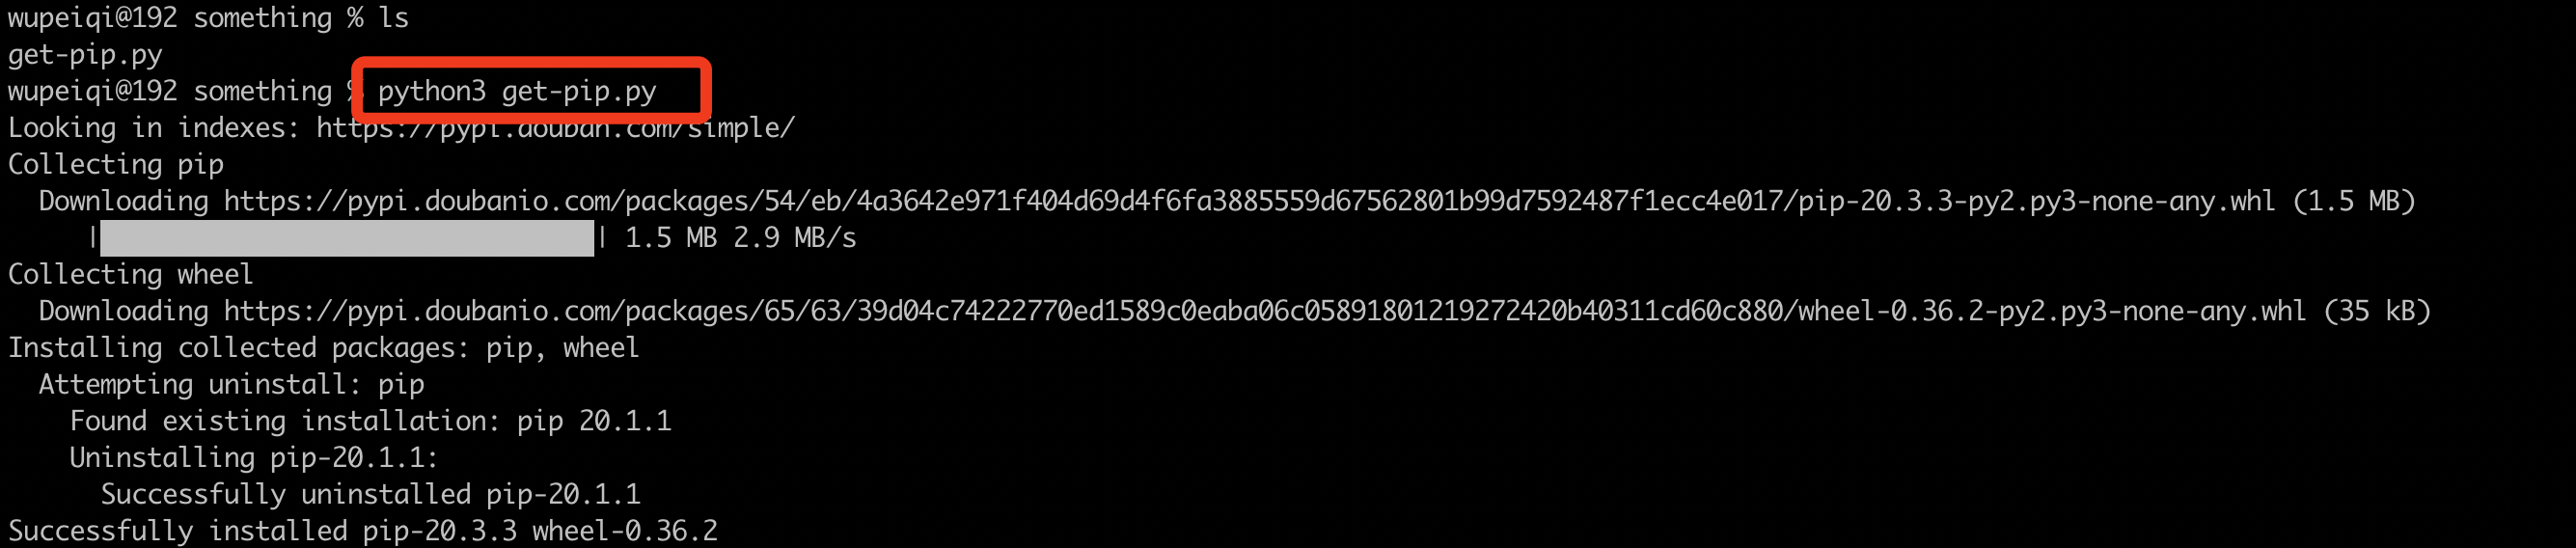 wupeiqi@192 something % ls
get-pip.py
wupeiqi@192 something % python3 get-pip.py
Looking in indexes: https://pypi.douban.com/simple/
Collecting pip
  Downloading https://pypi.doubanio.com/packages/54/eb/4a3642e971f404d69d4f6fa3885559d67562801b99d7592487f1ecc4e017/pip-20.3.3-py2.py3-none-any.whl (1.5 MB)
     | | 1.5 MB 2.9 MB/s
Collecting wheel
  Downloading https://pypi.doubanio.com/packages/65/63/39d04c74222770ed1589c0eaba06c05891801219272420b40311cd60c880/wheel-0.36.2-py2.py3-none-any.whl (35 kB)
Installing collected packages: pip, wheel
  Attempting uninstall: pip
    Found existing installation: pip 20.1.1
    Uninstalling pip-20.1.1:
      Successfully uninstalled pip-20.1.1
Successfully installed pip-20.3.3 wheel-0.36.2